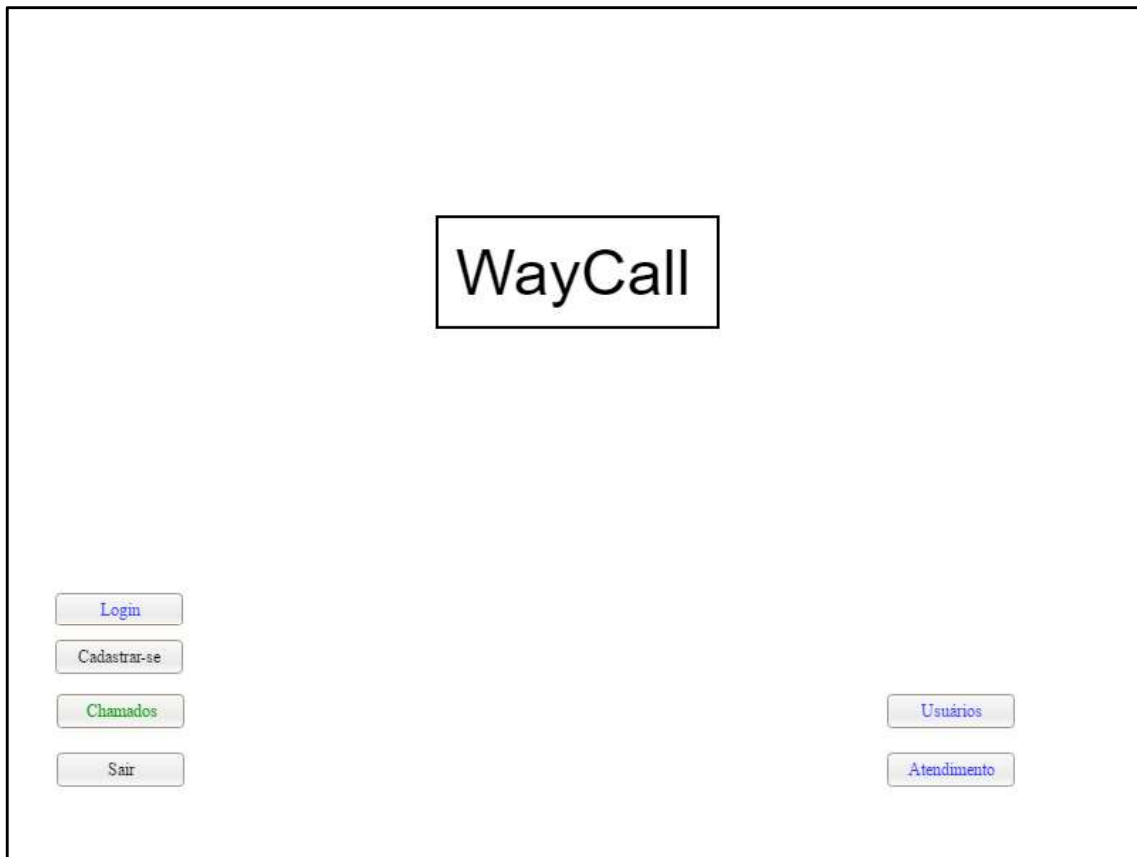 WayCall
Login
Cadastrar-se
Chamados
Sair
Usuários
Atendimento